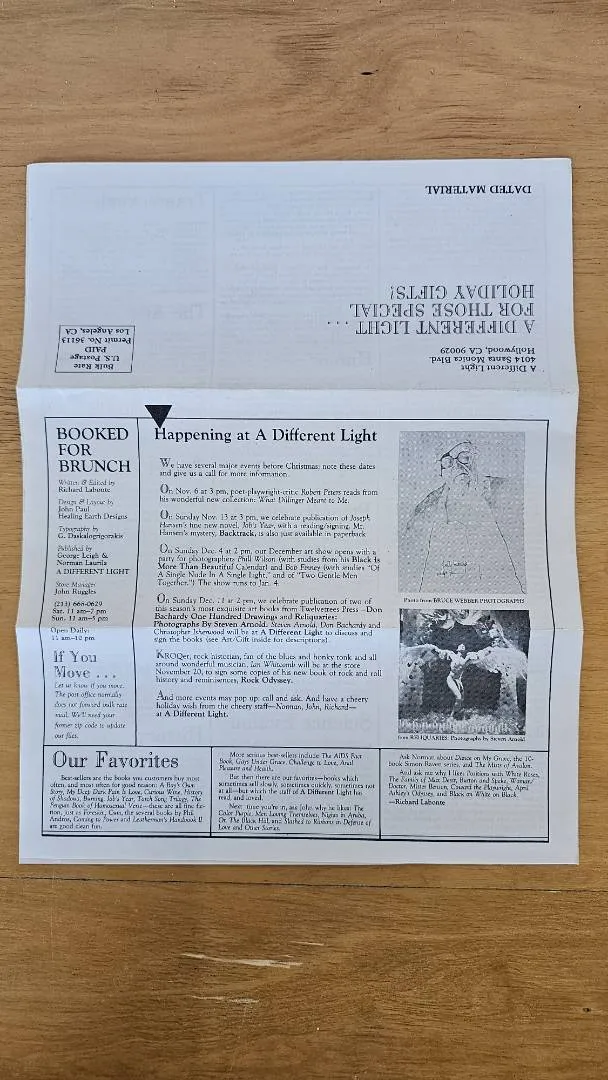 DATED MATERIAL
A DIFFERENT LIGHT ...
FOR THOSE SPECIAL
HOLIDAY GIFTS!
A Different Light
4014 Santa Monica Blvd.
Hollywood, CA 90029
Bulk Rate
U.S. Postage
PAID
Permit No. 36113
Los Angeles, CA
BOOKED
FOR
BRUNCH
Written & Edited by
Richard Labonte
Design & Layout by
John Paul
Healing Earth Designs
Typography by
G. Daskalogrigorakis
Published by
George Leigh &
Norman Laurila
A DIFFERENT LIGHT
Store Manager
John Ruggles
(213) 668-0629
Sat. 11 am–7 pm
Sun. 11 am–5 pm
Open Daily:
11 am–10 pm
If You
Move ...
Let us know if you move.
The post office normally
does not forward bulk rate
mail. We'll need your
former zip code to update
our files.
Happening at A Different Light
We have several major events before Christmas: note these dates
and give us a call for more information.
On Nov. 6 at 3 pm, poet-playwright-critic Robert Peters reads from
his wonderful new collection: What Dillinger Meant to Me.
On Sunday Nov. 13 at 3 pm, we celebrate publication of Joseph
Hansen's fine new novel, Job's Year, with a reading/signing. Mr.
Hansen's mystery, Backtrack, is also just available in paperback
On Sunday Dec. 4 at 2 pm, our December art show opens with a
party for photographers Phill Wilson (with studies from his Black Is
More Than Beautiful Calendar) and Bob Feeney (with studies "Of
A Single Nude In A Single Light," and of "Two Gentle Men
Together.") The show runs to Jan. 4.
On Sunday Dec. 11 at 2 pm, we celebrate publication of two of
this season's most exquisite art books from Twelvetrees Press—Don
Bachardy One Hundred Drawings and Reliquaries:
Photographs By Steven Arnold. Steven Arnold, Don Bachardy and
Christopher Isherwood will be at A Different Light to discuss and
sign the books (see Art/Gift inside for descriptions).
KROQer, rock historian, fan of the blues and honky tonk and all
around wonderful musician, Ian Whitcomb will be at the store
November 20, to sign some copies of his new book of rock and roll
history and reminiscences, Rock Odyssey.
And more events may pop up: call and ask. And have a cheery
holiday wish from the cheery staff—Norman, John, Richard—
at A Different Light.
Photo from BRUCE WEBBER PHOTOGRAPHS
from RELIQUARIES: Photographs by Steven Arnold
Our Favorites
Best-sellers are the books you customers buy most
often, and most often for good reason: A Boy's Own
Story, My Deep Dark Pain Is Love, Curious Wine, History
of Shadows, Burning, Job's Year, Torch Song Trilogy, The
Penguin Book of Homosexual Verse—these are all fine fic-
tion, just as Forester, Gun, the several books by Phil
Andros, Coming to Power and Leatherman's Handbook II
are good clean fun.
More serious best-sellers include The AIDS Fact
Book, Gays Under Grace, Challenge to Love, Anal
Pleasure and Health.
But then there are our favorites—books which
sometimes sell slowly, sometimes quickly, sometimes not
at all—but which the staff of A Different Light has
read and loved.
Next time you're in, ask John why he likes: The
Color Purple, Men Loving Themselves, Nights in Aruba,
On The Black Hill, and Slashed to Ribbons in Defense of
Love and Other Stories.
Ask Norman about Dance on My Grave, the 10-
book Simon Raven series, and The Mists of Avalon.
And ask me why I like: Positions with White Roses,
The Family of Max Desir, Burton and Speke, Woman
Doctor, Mister Benson, Coward the Playwright, April
Ashley's Odyssey, and Black on White on Black.
—Richard Labonte